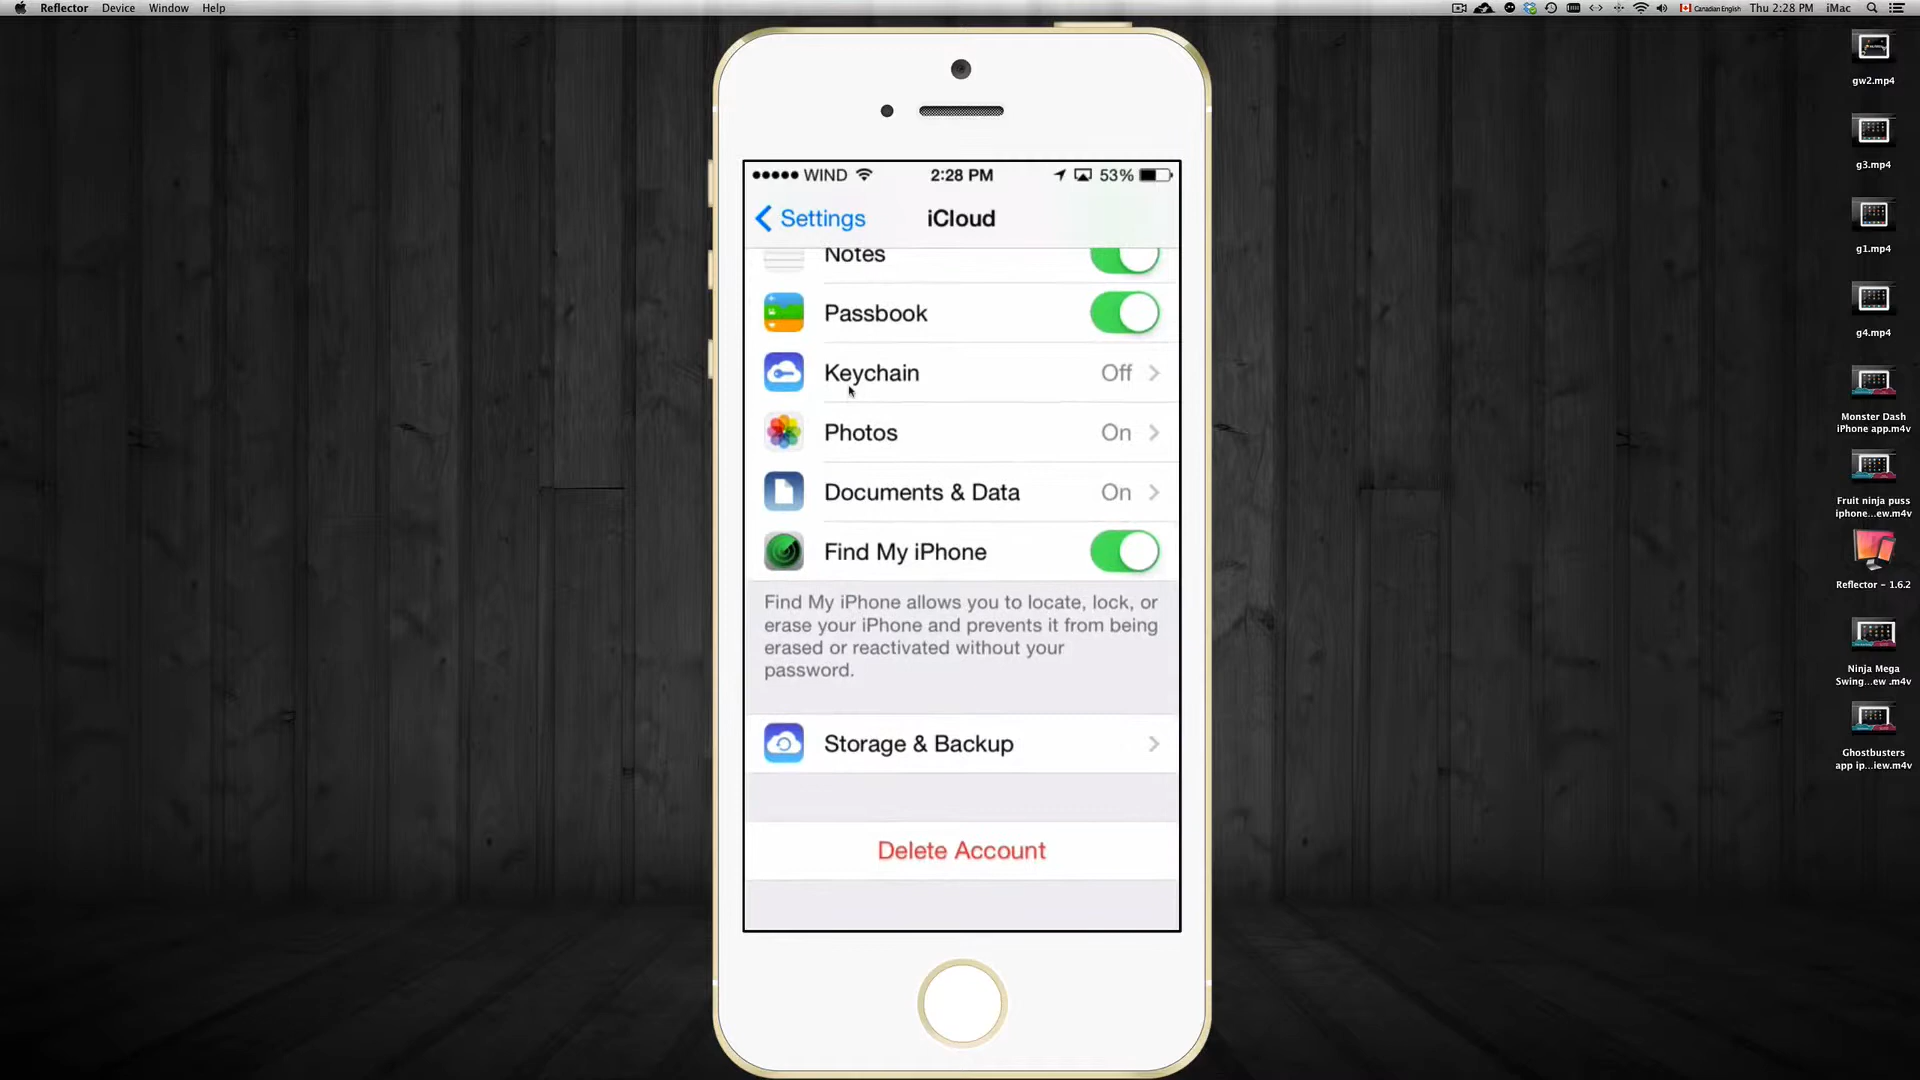 Reflector Device Window Help
Canadian English Thu 2:28 PM iMac
WIND 2:28 PM 53%
Settings iCloud
Notes
Passbook
Keychain Off
Photos On
Documents & Data On
Find My iPhone
Find My iPhone allows you to locate, lock, or
erase your iPhone and prevents it from being
erased or reactivated without your
password.
Storage & Backup
Delete Account
gw2.mp4
g3.mp4
g1.mp4
g4.mp4
Monster Dash
iPhone app.m4v
Fruit ninja puss
iphone...ew.m4v
Reflector - 1.6.2
Ninja Mega
Swing...ew .m4v
Ghostbusters
app ip...iew.m4v